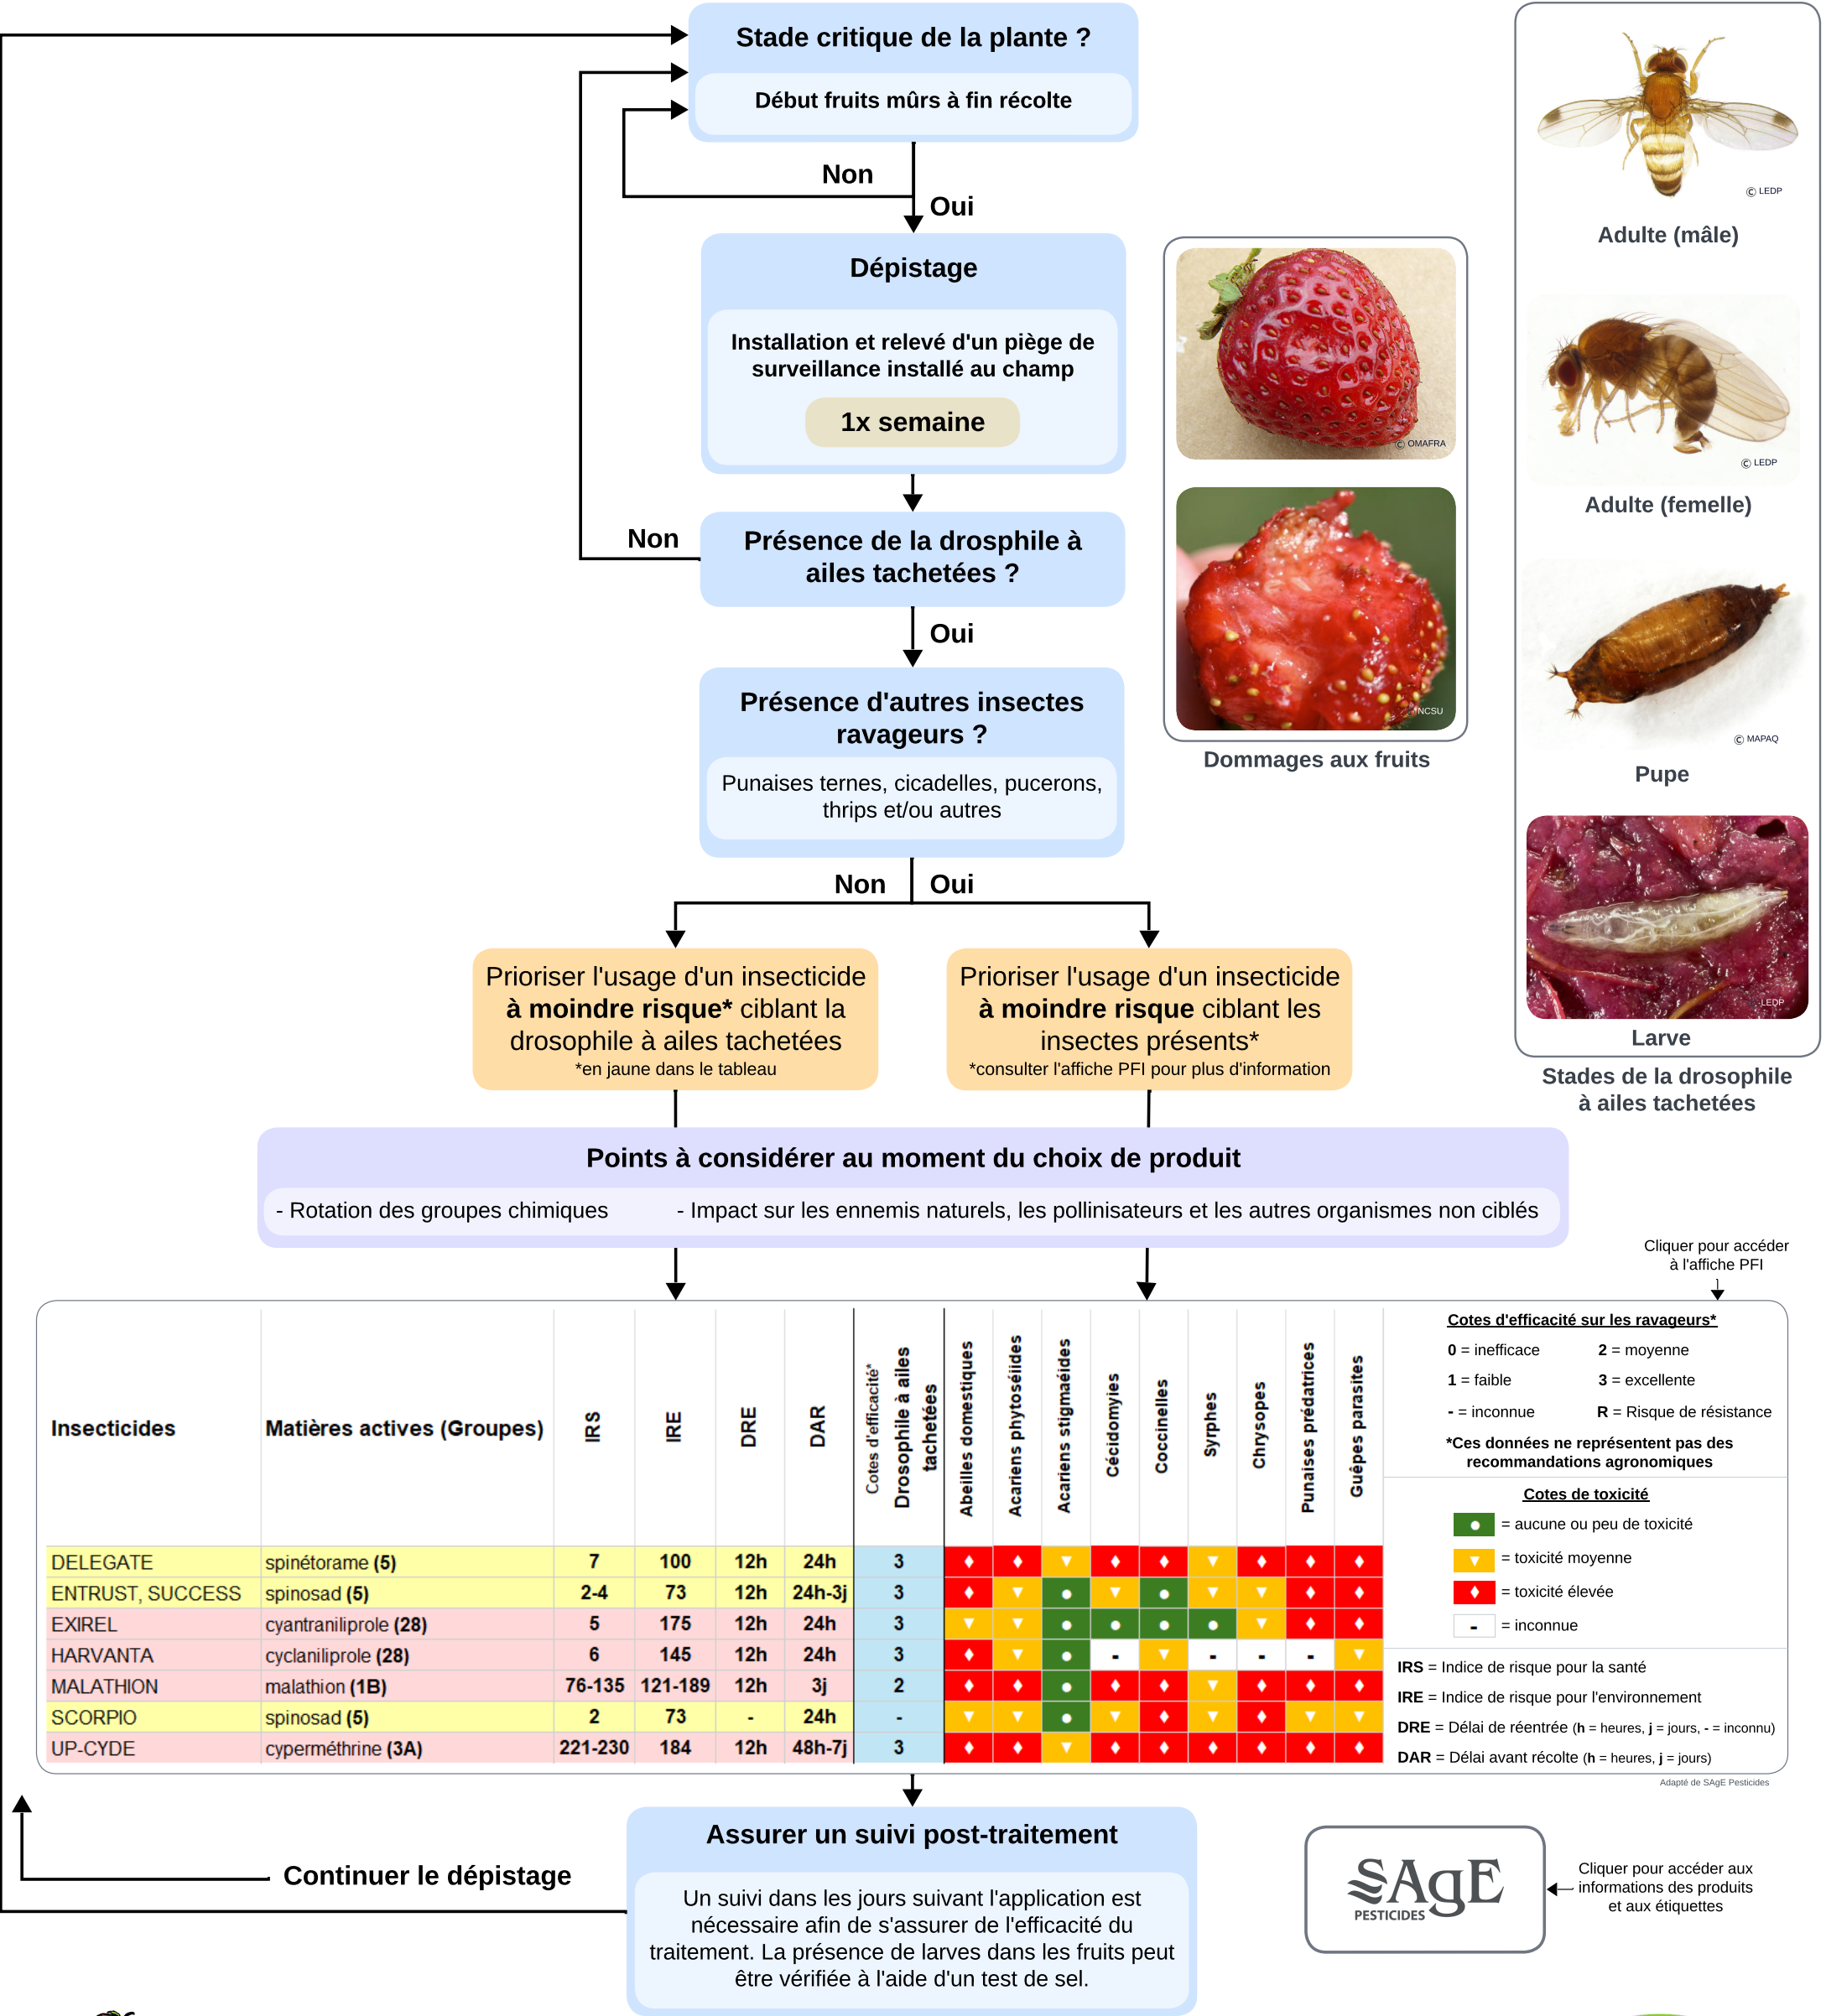 Stade critique de la plante ?
Début fruits mûrs à fin récolte
Non
Oui
Dépistage
Installation et relevé d'un piège de
surveillance installé au champ
1x semaine
Non
Présence de la drosphile à
ailes tachetées ?
Oui
Présence d'autres insectes
ravageurs ?
Punaises ternes, cicadelles, pucerons,
thrips et/ou autres
Non
Oui
Prioriser l'usage d'un insecticide
à moindre risque* ciblant la
drosophile à ailes tachetées
*en jaune dans le tableau
Prioriser l'usage d'un insecticide
à moindre risque ciblant les
insectes présents*
*consulter l'affiche PFI pour plus d'information
© OMAFRA
NCSU
Dommages aux fruits
© LEDP
Adulte (mâle)
© LEDP
Adulte (femelle)
© MAPAQ
Pupe
LEDP
Larve
Stades de la drosophile
à ailes tachetées
Points à considérer au moment du choix de produit
- Rotation des groupes chimiques - Impact sur les ennemis naturels, les pollinisateurs et les autres organismes non ciblés
Cliquer pour accéder
à l'affiche PFI
Insecticides Matières actives (Groupes) IRS IRE DRE DAR Cotes d'efficacité* Drosophile à ailes tachetées Abeilles domestiques Acariens phytoséiides Acariens stigmaéides Cécidomyies Coccinelles Syrphes Chrysopes Punaises prédatrices Guêpes parasites
DELEGATE spinétorame (5) 7 100 12h 24h 3
ENTRUST, SUCCESS spinosad (5) 2-4 73 12h 24h-3j 3
EXIREL cyantraniliprole (28) 5 175 12h 24h 3
HARVANTA cyclaniliprole (28) 6 145 12h 24h 3 - - - -
MALATHION malathion (1B) 76-135 121-189 12h 3j 2
SCORPIO spinosad (5) 2 73 - 24h -
UP-CYDE cyperméthrine (3A) 221-230 184 12h 48h-7j 3
Cotes d'efficacité sur les ravageurs*
0 = inefficace 2 = moyenne
1 = faible 3 = excellente
- = inconnue R = Risque de résistance
*Ces données ne représentent pas des
recommandations agronomiques
Cotes de toxicité
= aucune ou peu de toxicité
= toxicité moyenne
= toxicité élevée
- = inconnue
IRS = Indice de risque pour la santé
IRE = Indice de risque pour l'environnement
DRE = Délai de réentrée (h = heures, j = jours, - = inconnu)
DAR = Délai avant récolte (h = heures, j = jours)
Adapté de SAgE Pesticides
Continuer le dépistage
Assurer un suivi post-traitement
Un suivi dans les jours suivant l'application est
nécessaire afin de s'assurer de l'efficacité du
traitement. La présence de larves dans les fruits peut
être vérifiée à l'aide d'un test de sel.
SAgE
PESTICIDES
Cliquer pour accéder aux
informations des produits
et aux étiquettes